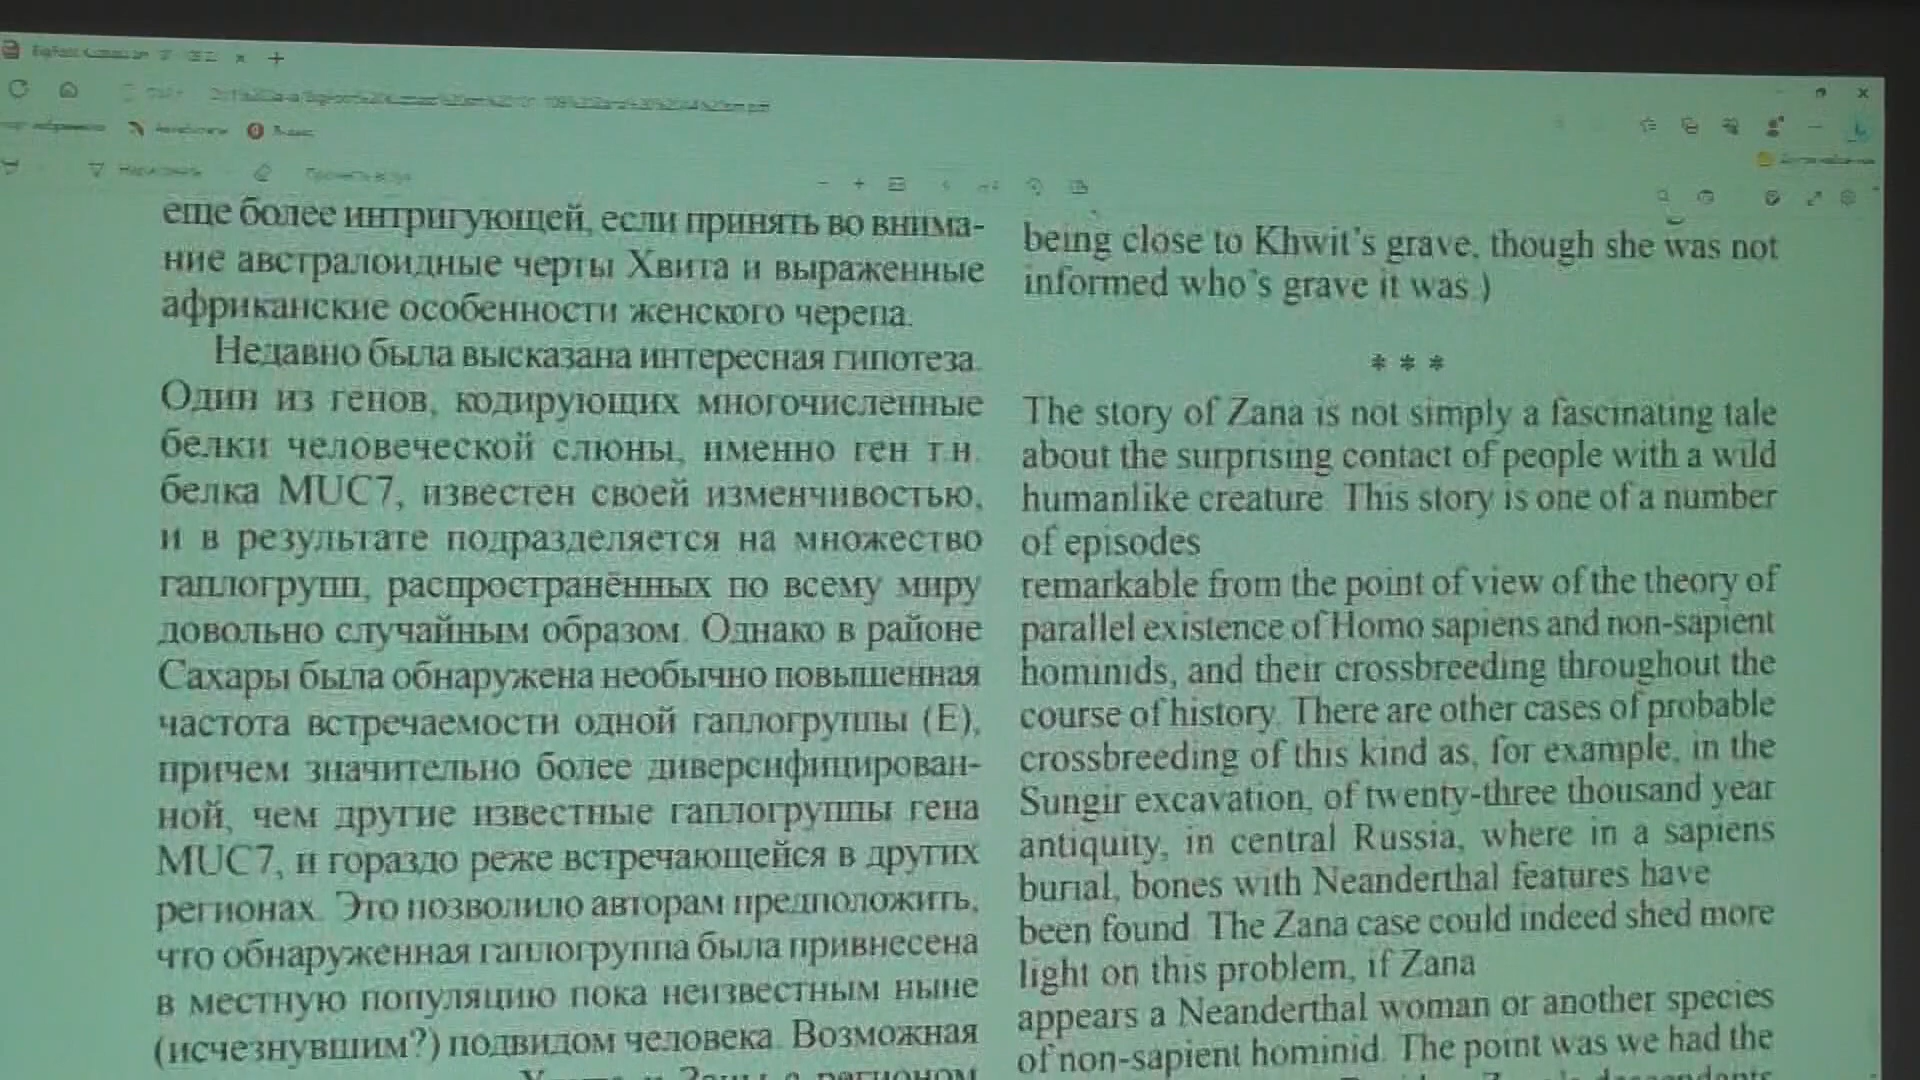 еще более интригующей, если принять во внима-
ние австралоидные черты Хвита и выраженные
африканские особенности женского черепа.
Недавно была высказана интересная гипотеза.
Один из генов, кодирующих многочисленные
белки человеческой слюны, именно ген т.н.
белка MUC7, известен своей изменчивостью,
и в результате подразделяется на множество
гаплогрупп, распространённых по всему миру
довольно случайным образом. Однако в районе
Сахары была обнаружена необычно повышенная
частота встречаемости одной гаплогруппы (Е),
причем значительно более диверсифицирован-
ной, чем другие известные гаплогруппы гена
MUC7, и гораздо реже встречающейся в других
регионах. Это позволило авторам предположить,
что обнаруженная гаплогруппа была привнесена
в местную популяцию пока неизвестным ныне
(исчезнувшим?) подвидом человека. Возможная
being close to Khwit's grave, though she was not
informed who's grave it was.)
* * *
The story of Zana is not simply a fascinating tale
about the surprising contact of people with a wild
humanlike creature. This story is one of a number
of episodes
remarkable from the point of view of the theory of
parallel existence of Homo sapiens and non-sapient
hominids, and their crossbreeding throughout the
course of history. There are other cases of probable
crossbreeding of this kind as, for example, in the
Sungir excavation, of twenty-three thousand year
antiquity, in central Russia, where in a sapiens
burial, bones with Neanderthal features have
been found. The Zana case could indeed shed more
light on this problem, if Zana
appears a Neanderthal woman or another species
of non-sapient hominid. The point was we had the